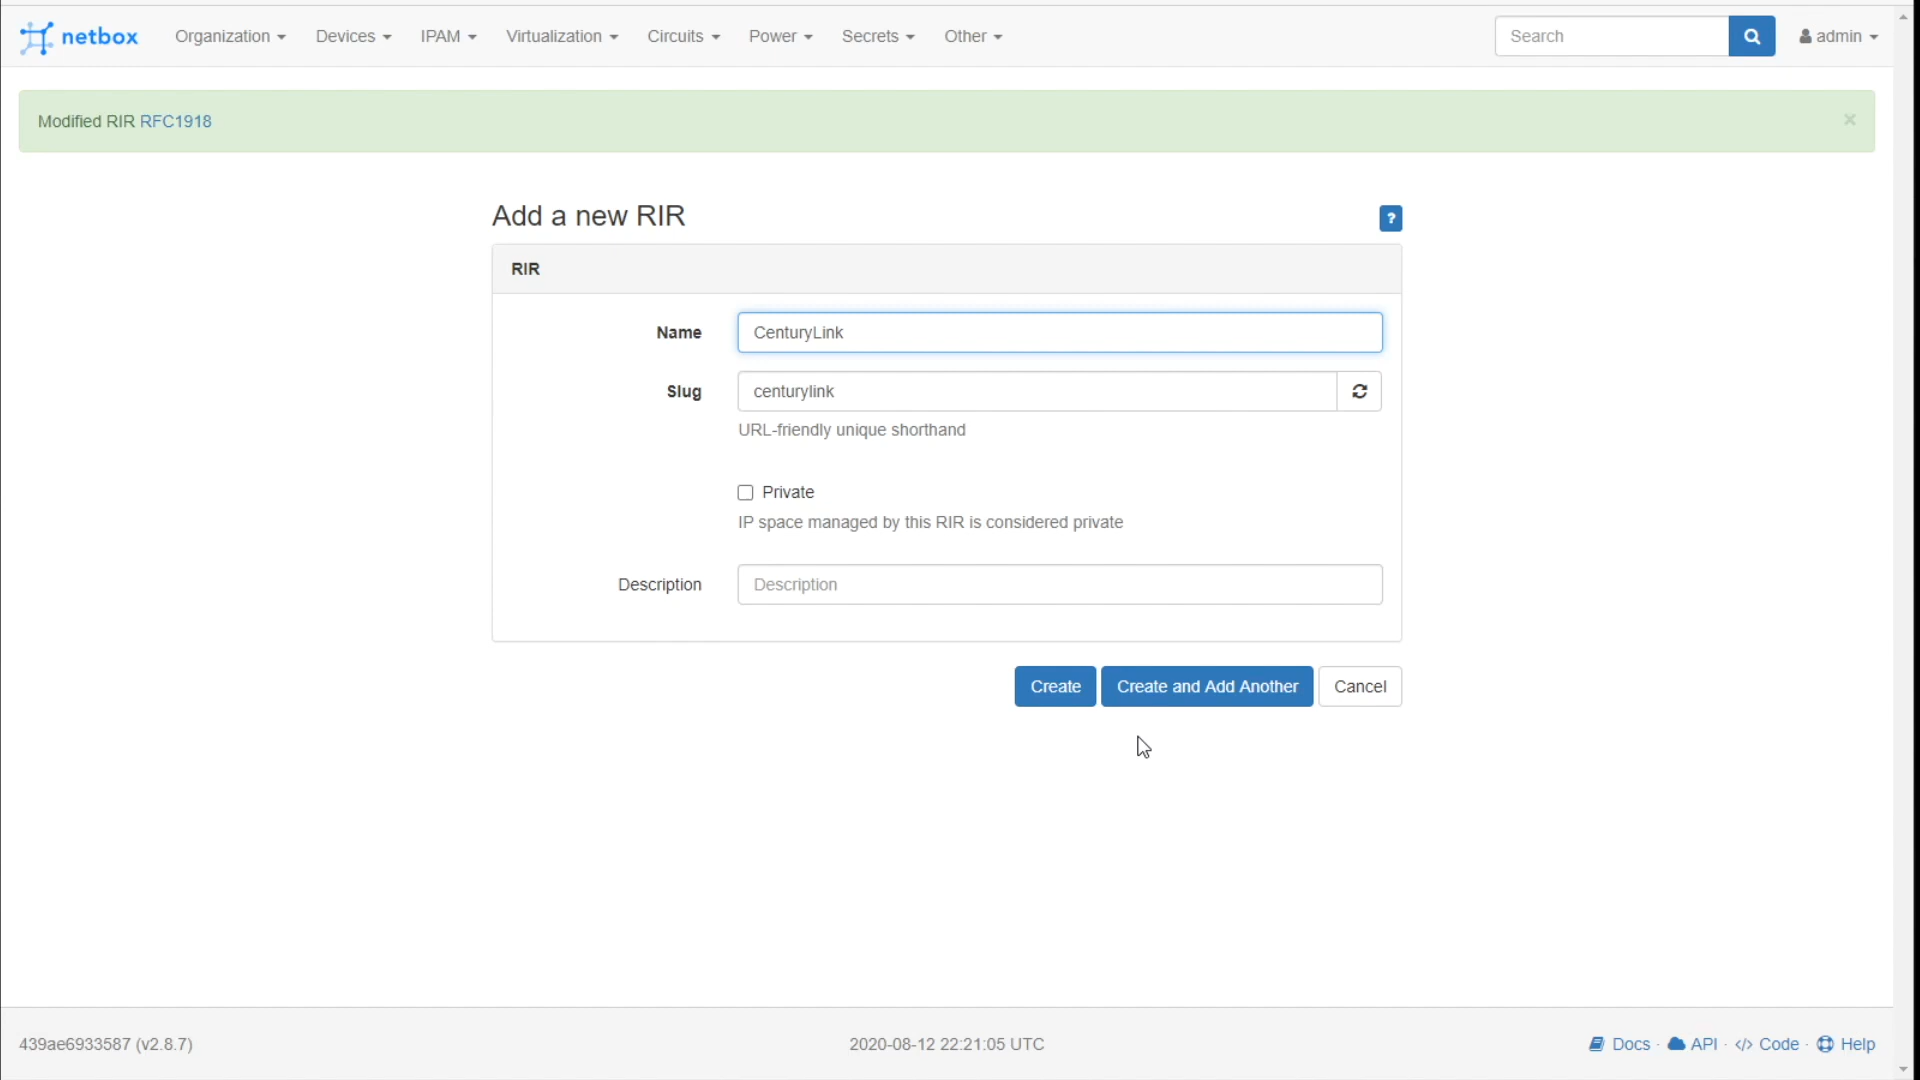 netbox Organization Devices IPAM Virtualization Circuits Power Secrets Other Search admin
Modified RIR RFC1918 ×
Add a new RIR ?
RIR
Name CenturyLink
Slug centurylink
URL-friendly unique shorthand
Private
IP space managed by this RIR is considered private
Description Description
Create Create and Add Another Cancel
439ae6933587 (v2.8.7) 2020-08-12 22:21:05 UTC Docs · API · </> Code · Help